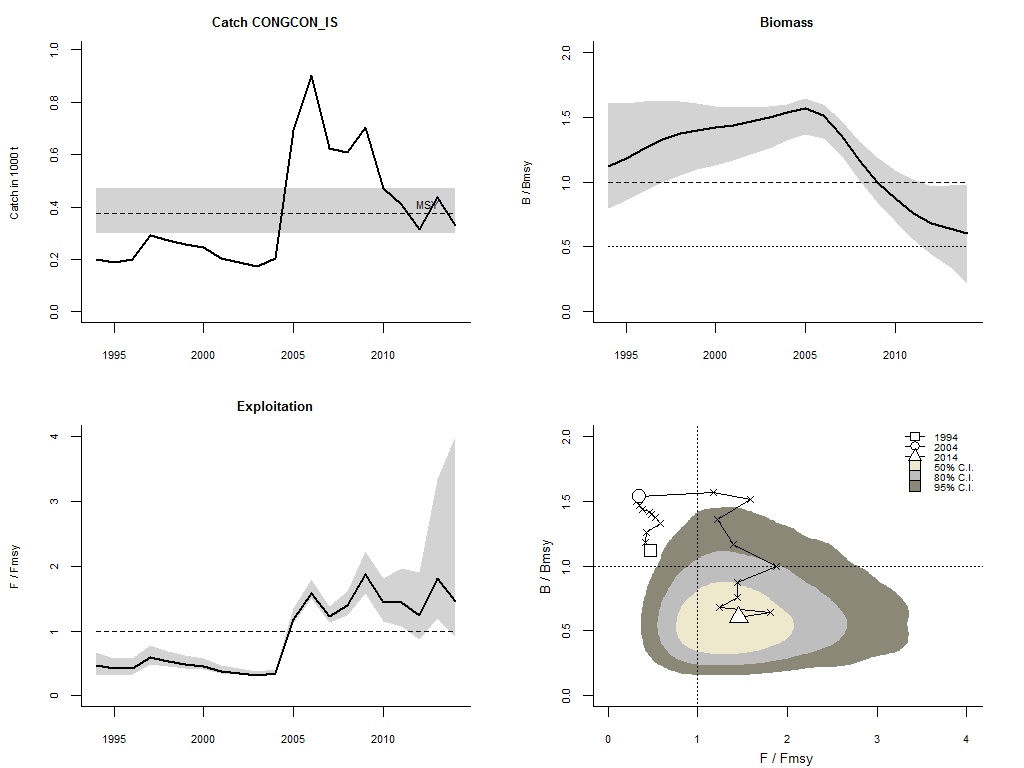 Catch CONGCON_IS
Catch in 1000 t
1.0
0.8
0.6
0.4
0.2
0.0
MSY
1995 2000 2005 2010
Biomass
B / Bmsy
2.0
1.5
1.0
0.5
0.0
1995 2000 2005 2010
Exploitation
F / Fmsy
4
3
2
1
0
1995 2000 2005 2010
B / Bmsy
2.0
1.5
1.0
0.5
0.0
1994
2004
2014
50% C.I.
80% C.I.
95% C.I.
0 1 2 3 4
F / Fmsy